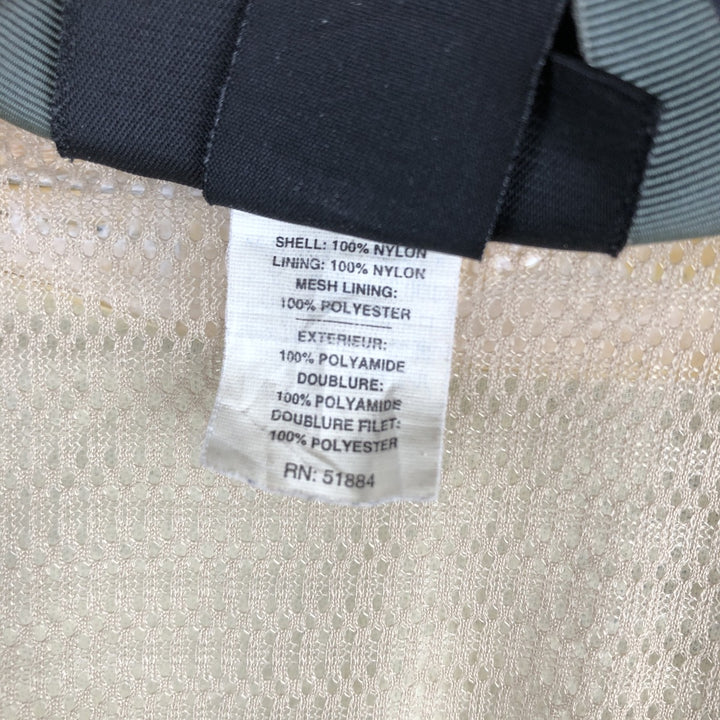 SHELL: 100% NYLON
LINING: 100% NYLON
MESH LINING:
100% POLYESTER
EXTERIEUR:
100% POLYAMIDE
DOUBLURE:
100% POLYAMIDE
DOUBLURE FILET:
100% POLYESTER
RN: 51884